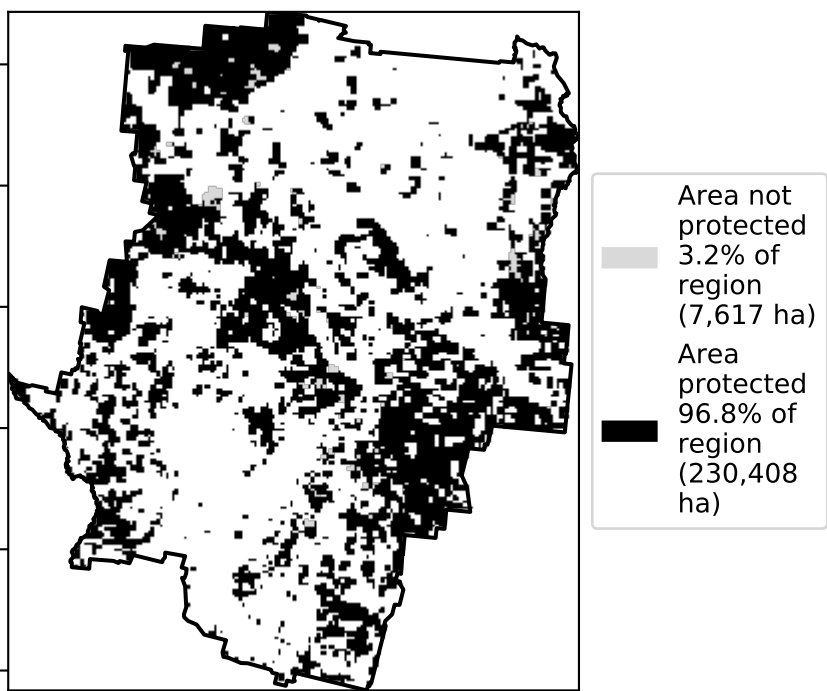 Area not
protected
3.2% of
region
(7,617 ha)
Area
protected
96.8% of
region
(230,408
ha)